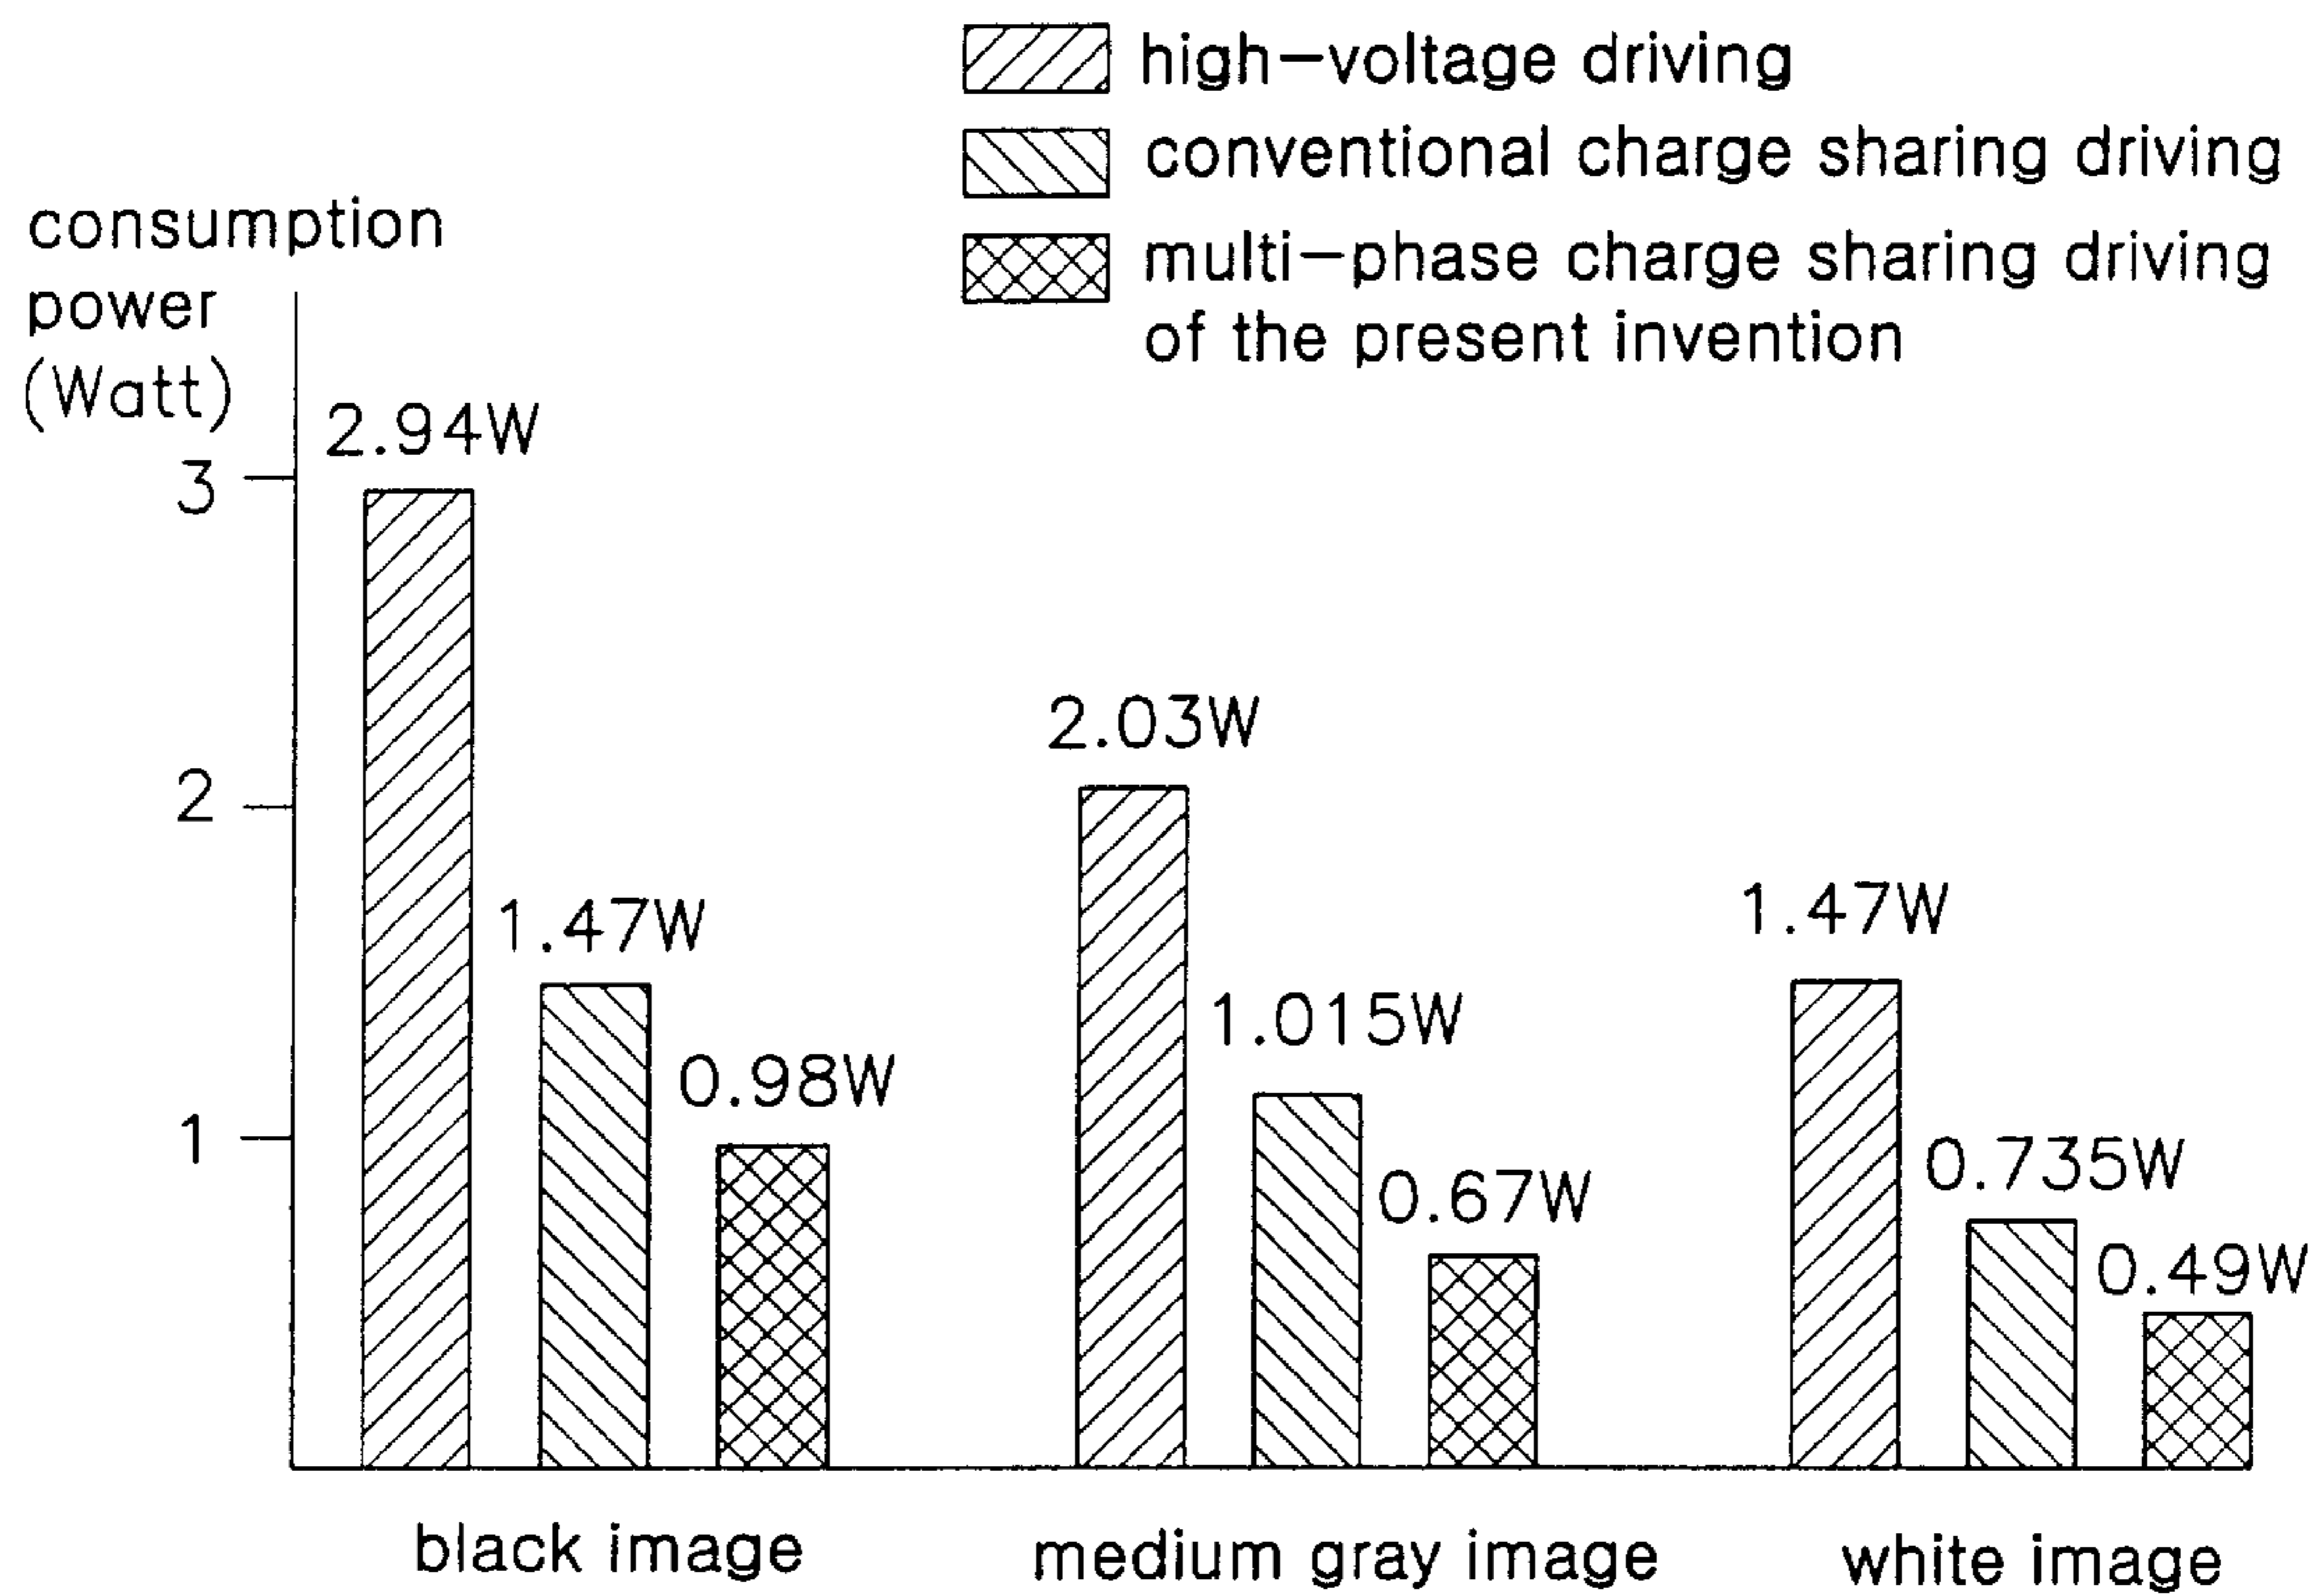 high-voltage driving
conventional charge sharing driving
multi-phase charge sharing driving
of the present invention
consumption
power
(Watt)
3
2
1
2.94W
1.47W
0.98W
2.03W
1.015W
0.67W
1.47W
0.735W
0.49W
black image
medium gray image
white image